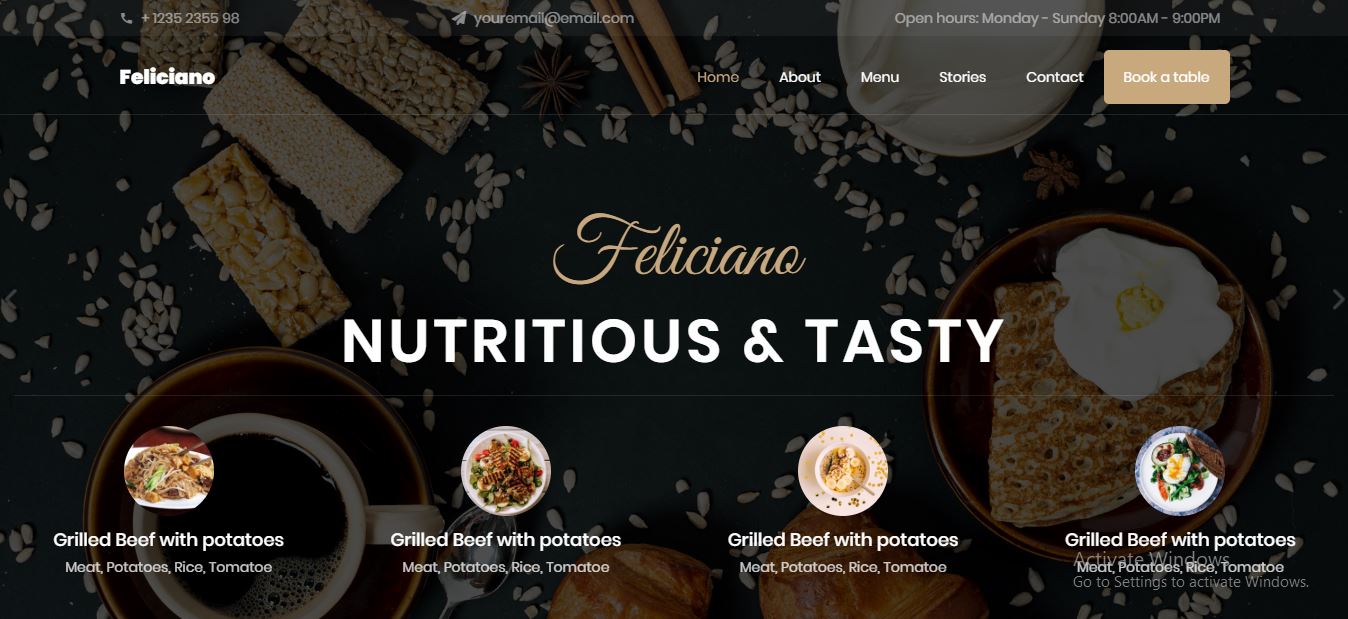 + 1235 2355 98
youremail@email.com
Open hours: Monday - Sunday 8:00AM - 9:00PM
Feliciano
Home
About
Menu
Stories
Contact
Book a table
Feliciano
NUTRITIOUS & TASTY
Grilled Beef with potatoes
Meat, Potatoes, Rice, Tomatoe
Grilled Beef with potatoes
Meat, Potatoes, Rice, Tomatoe
Grilled Beef with potatoes
Meat, Potatoes, Rice, Tomatoe
Grilled Beef with potatoes
Meat, Potatoes, Rice, Tomatoe
Activate Windows
Go to Settings to activate Windows.